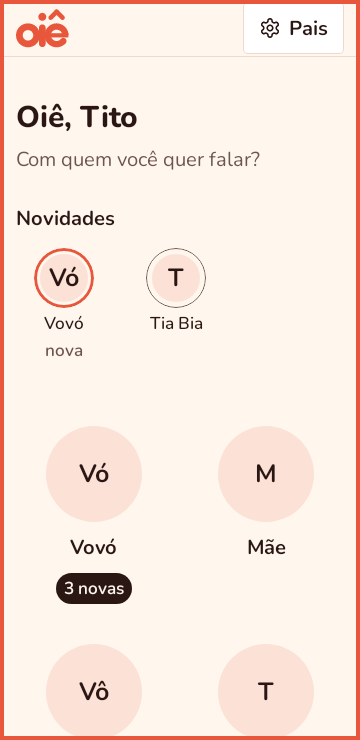 oiê
Pais
Oiê, Tito
Com quem você quer falar?
Novidades
Vó
T
Vovó
Tia Bia
nova
Vó
M
Vovó
Mãe
3 novas
Vô
T